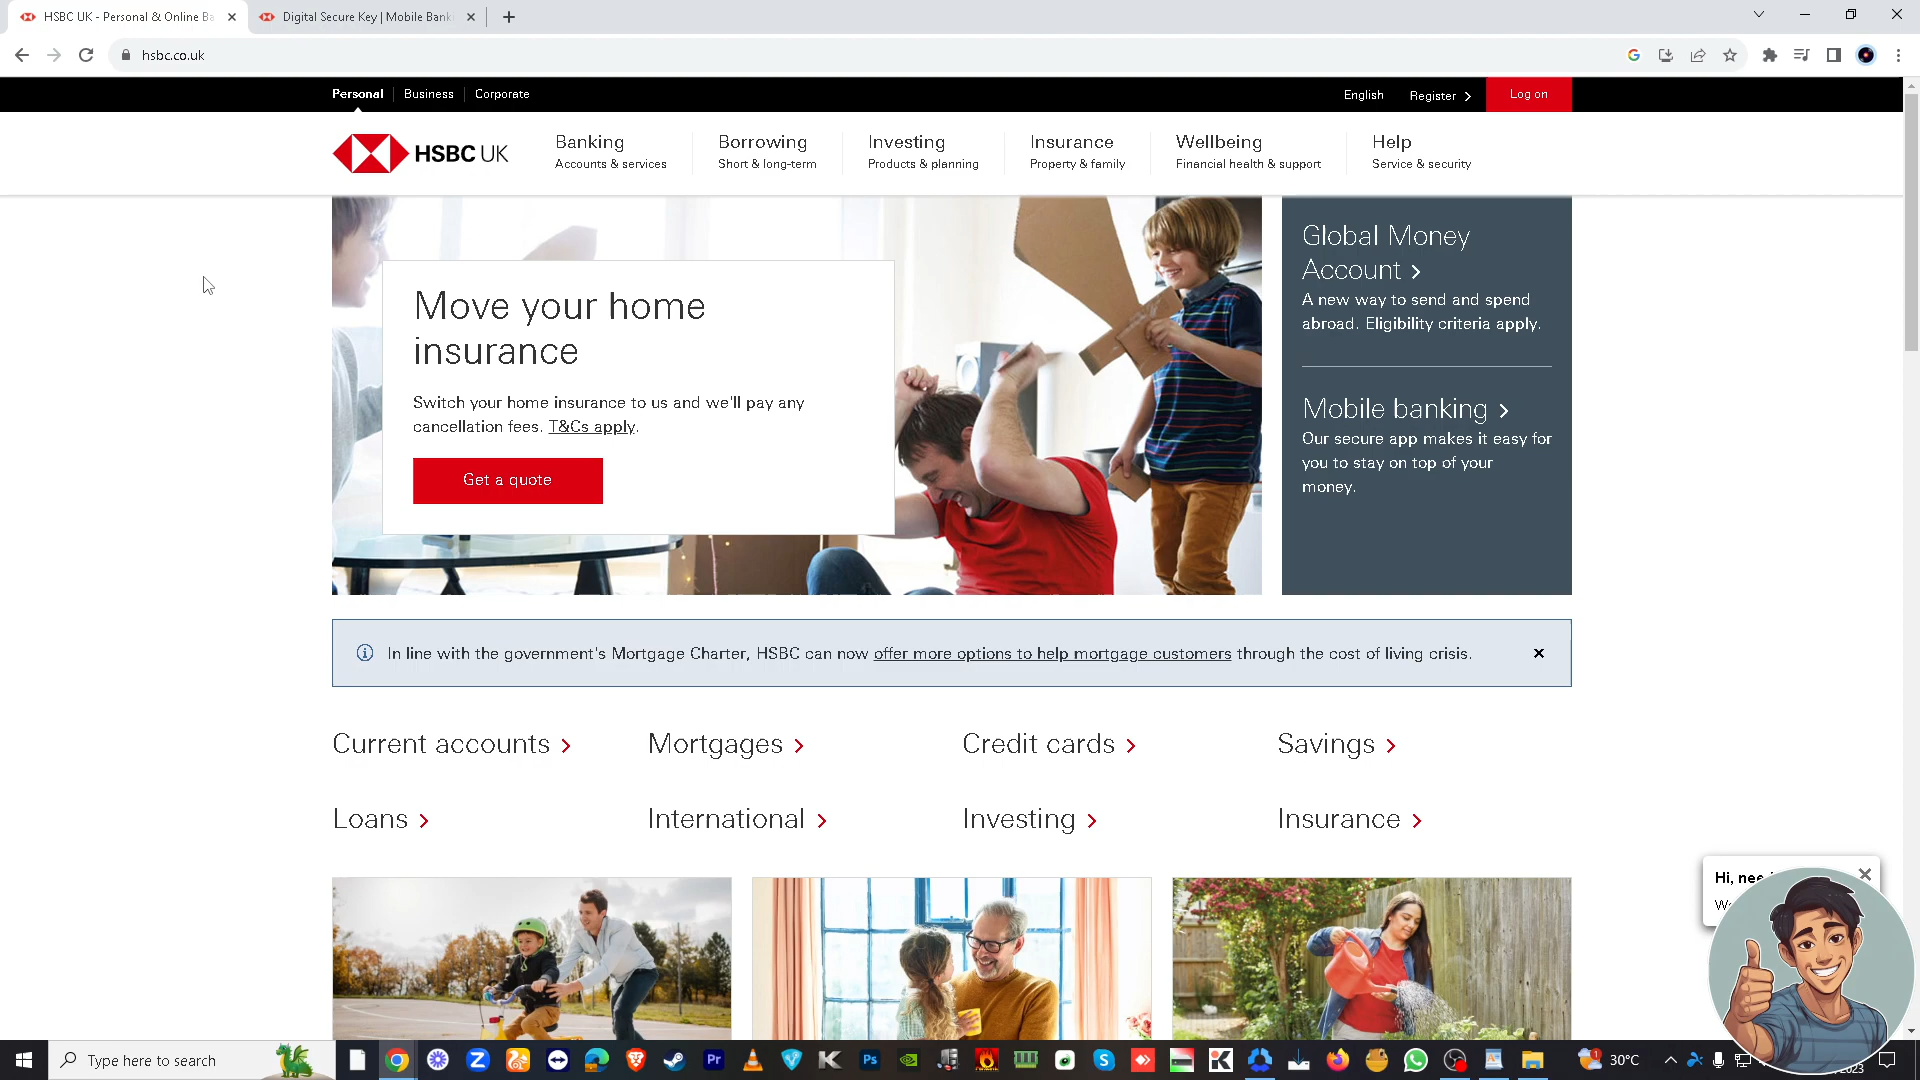 HSBC UK - Personal & Online Ba
Digital Secure Key | Mobile Bank
hsbc.co.uk
Personal
Business
Corporate
English
Register
Log on
HSBC UK
Banking
Accounts & services
Borrowing
Short & long-term
Investing
Products & planning
Insurance
Property & family
Wellbeing
Financial health & support
Help
Service & security
Move your home
insurance
Switch your home insurance to us and we'll pay any
cancellation fees. T&Cs apply.
Get a quote
Global Money
Account
A new way to send and spend
abroad. Eligibility criteria apply.
Mobile banking
Our secure app makes it easy for
you to stay on top of your
money.
In line with the government's Mortgage Charter, HSBC can now offer more options to help mortgage customers through the cost of living crisis.
Current accounts
Mortgages
Credit cards
Savings
Loans
International
Investing
Insurance
Hi,
Type here to search
Pr
Ps
30°C